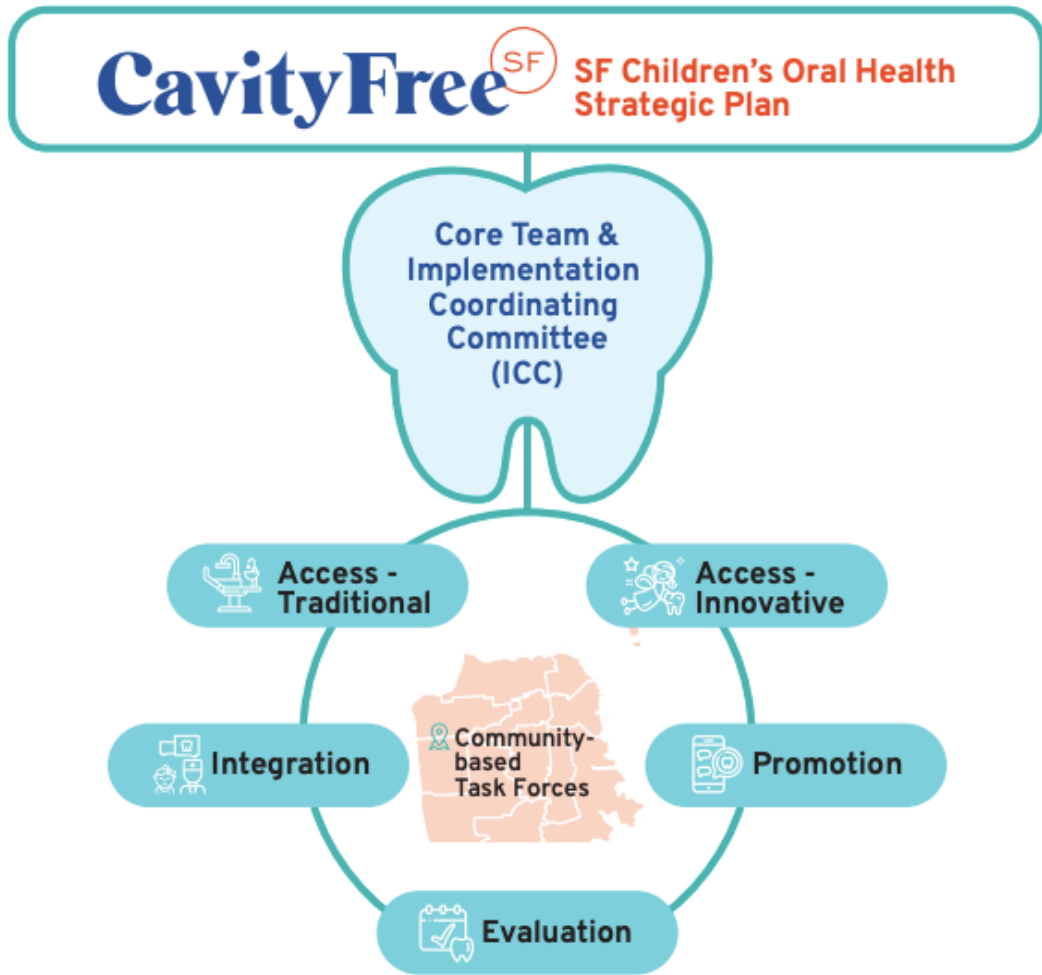 CavityFree SF
SF Children's Oral Health
Strategic Plan
Core Team &
Implementation
Coordinating
Committee
(ICC)
Access -
Traditional
Access -
Innovative
Integration
Community-
based
Task Forces
Promotion
Evaluation